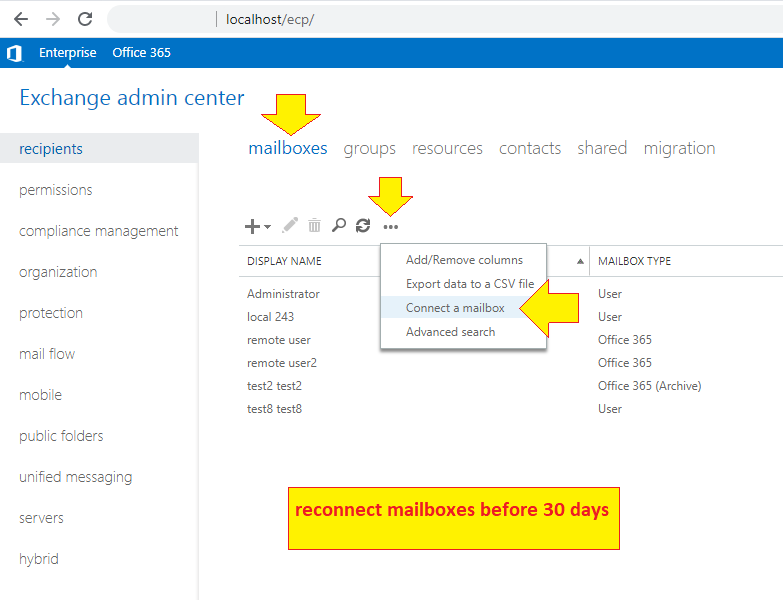 localhost/ecp/
Enterprise Office 365
Exchange admin center
recipients
permissions
compliance management
organization
protection
mail flow
mobile
public folders
unified messaging
servers
hybrid
mailboxes groups resources contacts shared migration
DISPLAY NAME MAILBOX TYPE
Administrator User
local 243 User
remote user Office 365
remote user2 Office 365
test2 test2 Office 365 (Archive)
test8 test8 User
Add/Remove columns
Export data to a CSV file
Connect a mailbox
Advanced search
reconnect mailboxes before 30 days